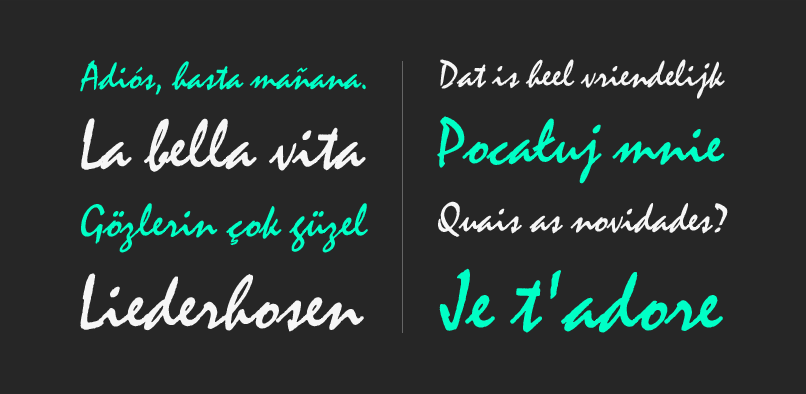 Adiós, hasta mañana.
La bella vita
Gözlerin çok güzel
Liederhosen
Dat is heel vriendelijk
Pocałuj mnie
Quais as novidades?
Je t'adore